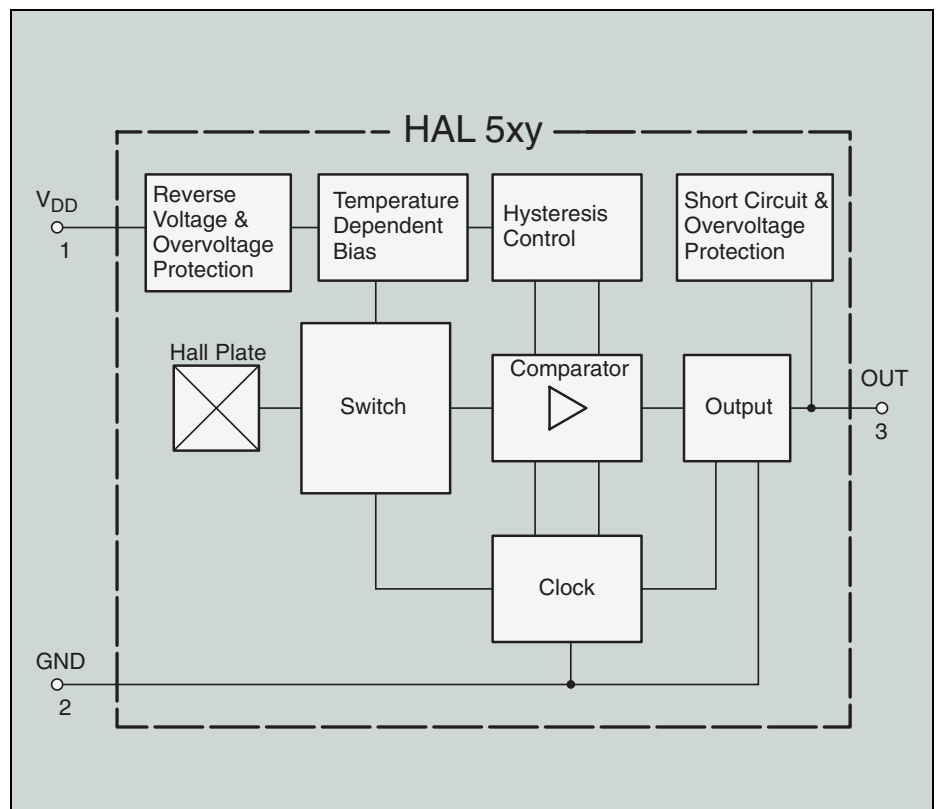 HAL 5xy
VDD
1
Reverse
Voltage &
Overvoltage
Protection
Temperature
Dependent
Bias
Hysteresis
Control
Short Circuit &
Overvoltage
Protection
Hall Plate
Switch
Comparator
Output
OUT
3
Clock
GND
2